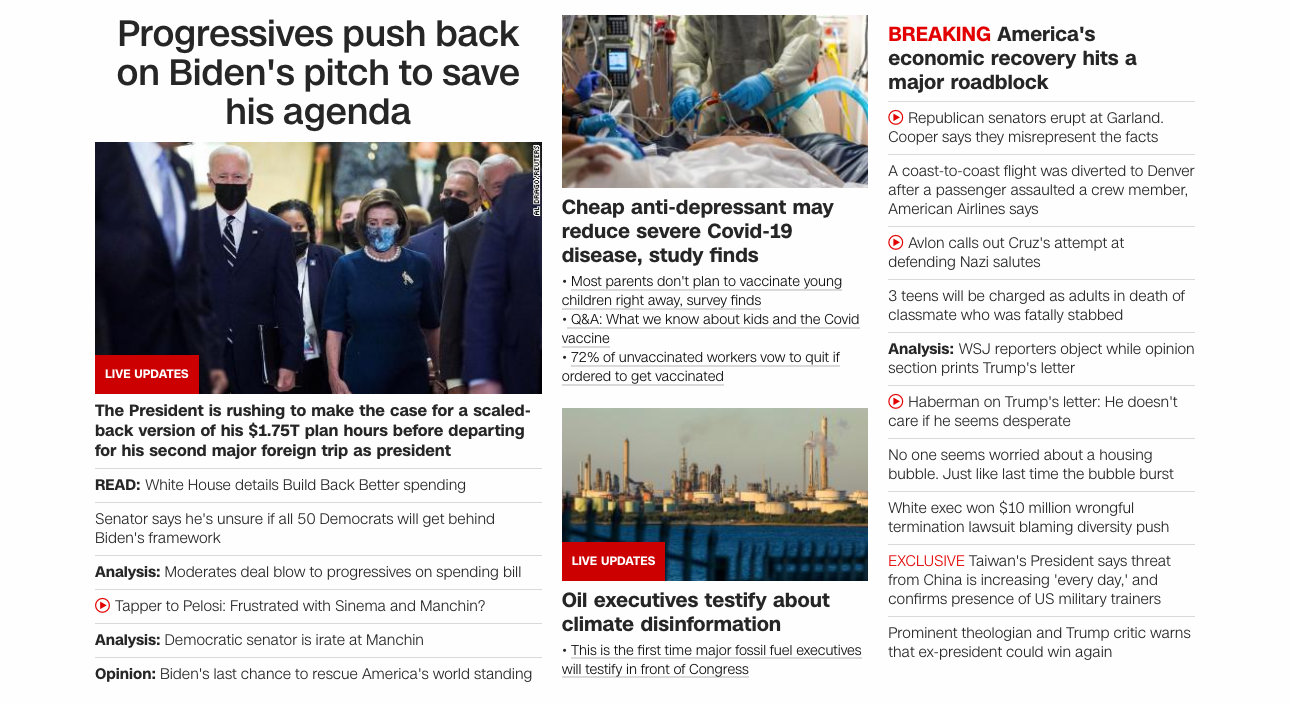 Progressives push back
on Biden's pitch to save
his agenda
AL DRAGO/REUTERS
LIVE UPDATES
The President is rushing to make the case for a scaled-
back version of his $1.75T plan hours before departing
for his second major foreign trip as president
READ: White House details Build Back Better spending
Senator says he's unsure if all 50 Democrats will get behind
Biden's framework
Analysis: Moderates deal blow to progressives on spending bill
Tapper to Pelosi: Frustrated with Sinema and Manchin?
Analysis: Democratic senator is irate at Manchin
Opinion: Biden's last chance to rescue America's world standing
Cheap anti-depressant may
reduce severe Covid-19
disease, study finds
• Most parents don't plan to vaccinate young
children right away, survey finds
• Q&A: What we know about kids and the Covid
vaccine
• 72% of unvaccinated workers vow to quit if
ordered to get vaccinated
LIVE UPDATES
Oil executives testify about
climate disinformation
• This is the first time major fossil fuel executives
will testify in front of Congress
BREAKING America's
economic recovery hits a
major roadblock
Republican senators erupt at Garland.
Cooper says they misrepresent the facts
A coast-to-coast flight was diverted to Denver
after a passenger assaulted a crew member,
American Airlines says
Avlon calls out Cruz's attempt at
defending Nazi salutes
3 teens will be charged as adults in death of
classmate who was fatally stabbed
Analysis: WSJ reporters object while opinion
section prints Trump's letter
Haberman on Trump's letter: He doesn't
care if he seems desperate
No one seems worried about a housing
bubble. Just like last time the bubble burst
White exec won $10 million wrongful
termination lawsuit blaming diversity push
EXCLUSIVE Taiwan's President says threat
from China is increasing 'every day,' and
confirms presence of US military trainers
Prominent theologian and Trump critic warns
that ex-president could win again